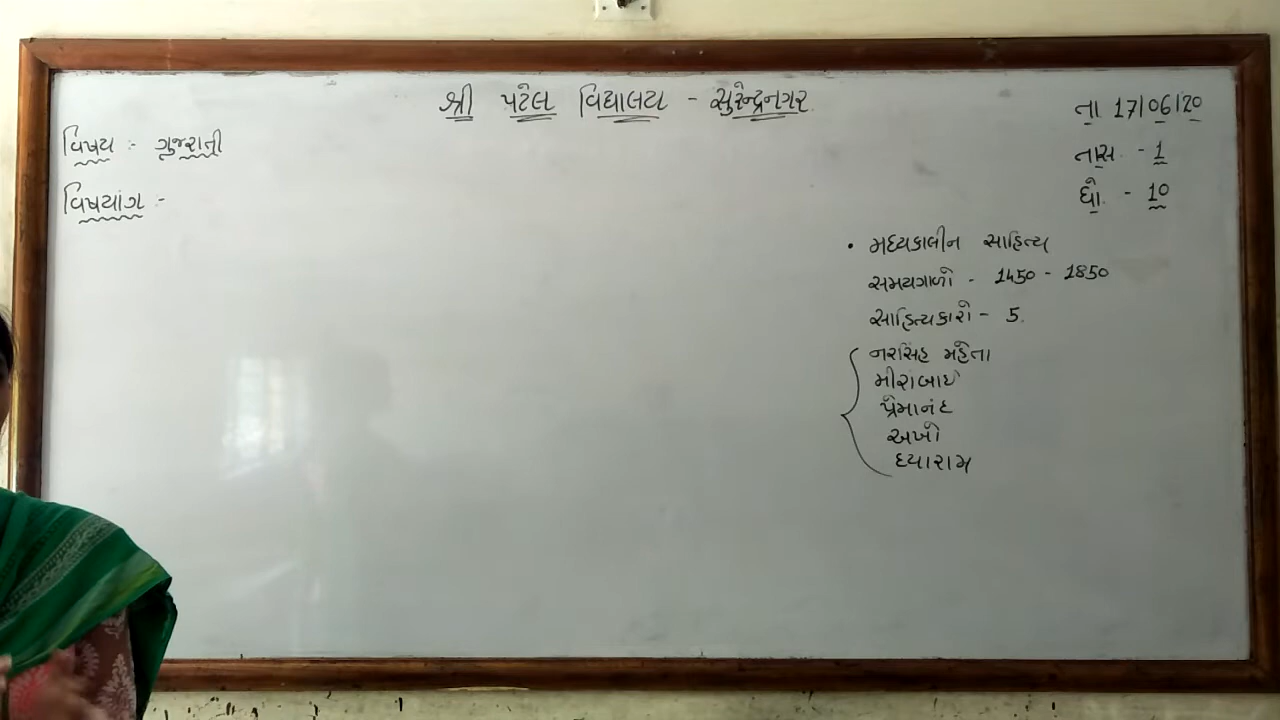 શ્રી પટેલ વિદ્યાલય - સુરેન્દ્રનગર
તા 17/06/20
વિષય :- ગુજરાતી
તાસ - 1
વિષયાંગ :-
ધો. - 10
• મધ્યકાલીન સાહિત્ય
સમયગાળો - 1450 - 1850
સાહિત્યકારો - 5.
નરસિંહ મહેતા
મીરાંબાઈ
પ્રેમાનંદ
અખો
દયારામ